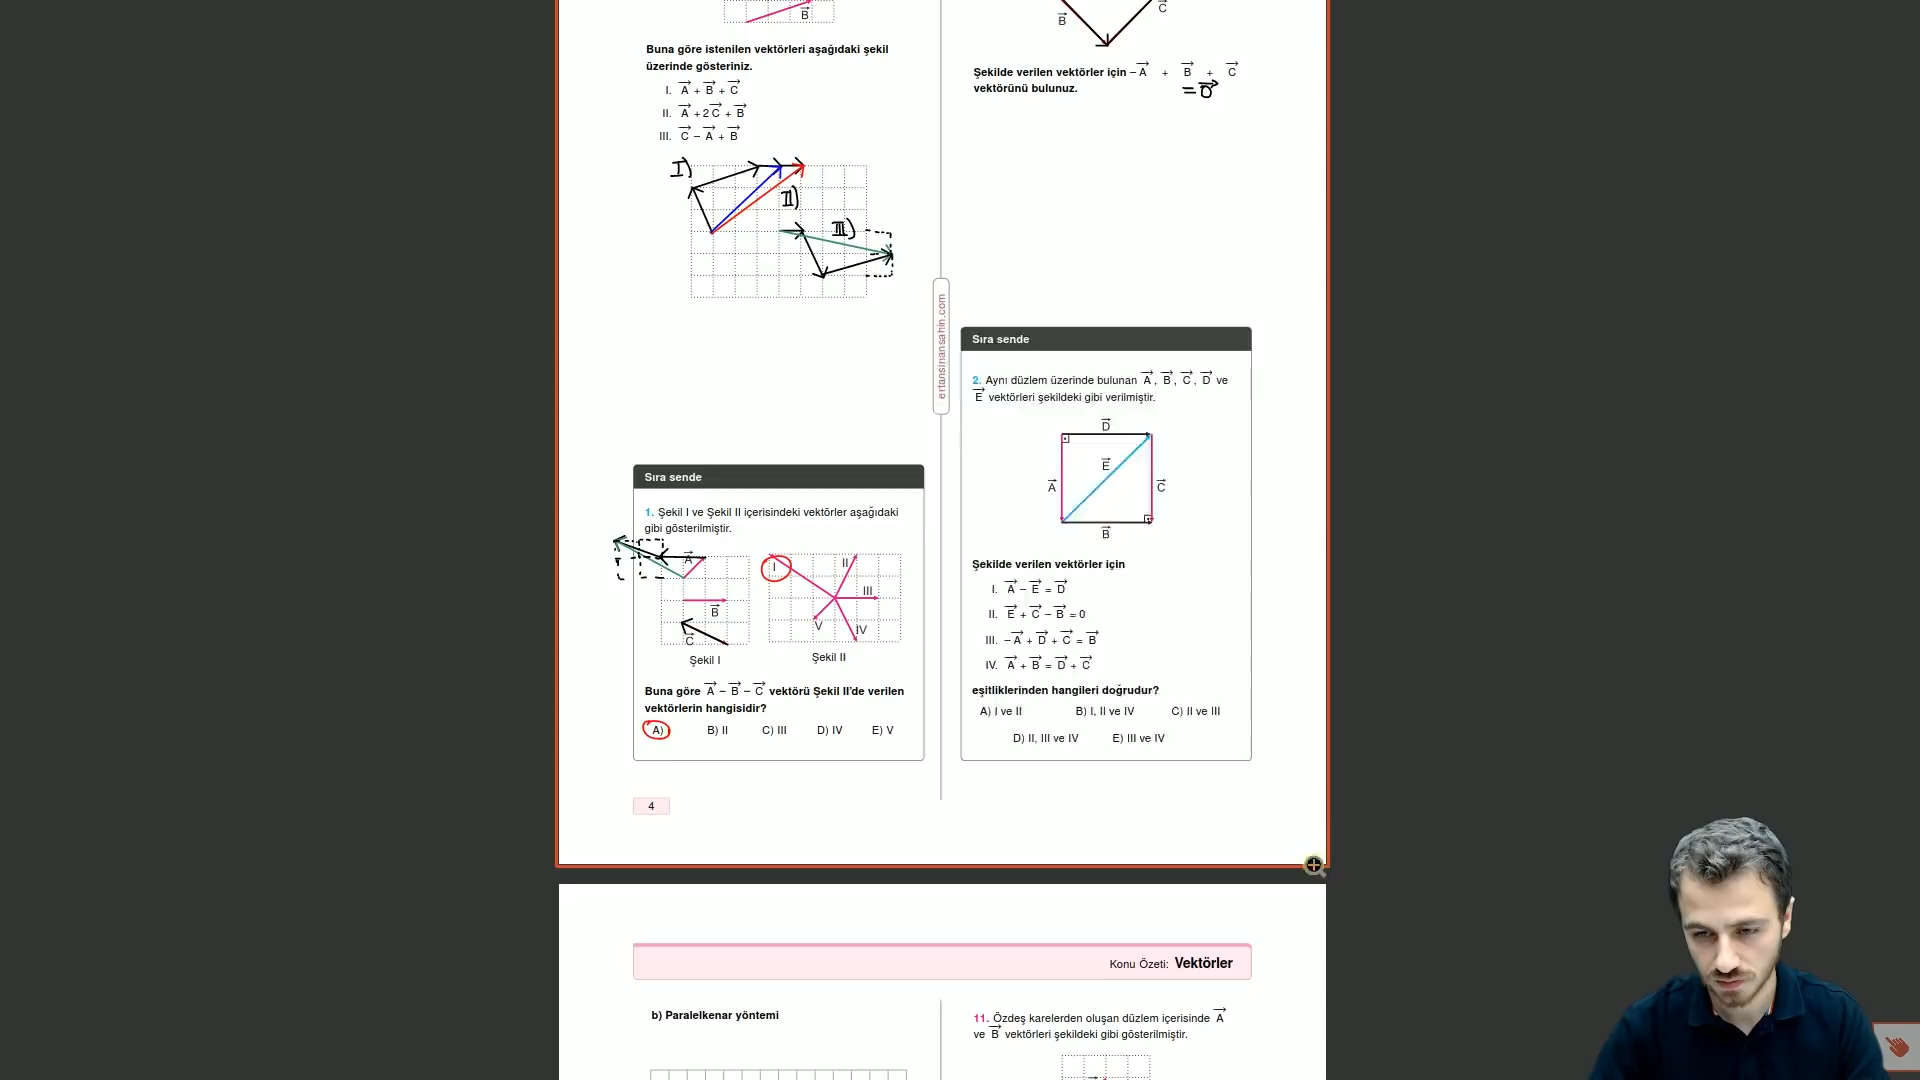 B
Buna göre istenilen vektörleri aşağıdaki şekil
üzerinde gösteriniz.
I. A + B + C
II. A + 2 C + B
III. C − A + B
I)
II)
III)
Sıra sende
1. Şekil I ve Şekil II içerisindeki vektörler aşağıdaki
gibi gösterilmiştir.
A
B
C
Şekil I
I
II
III
IV
V
Şekil II
Buna göre A − B − C vektörü Şekil II'de verilen
vektörlerin hangisidir?
A) I B) II C) III D) IV E) V
4
ertansinansahin.com
B
C
Şekilde verilen vektörler için − A + B + C
vektörünü bulunuz.
= 0
Sıra sende
2. Aynı düzlem üzerinde bulunan A, B, C, D ve
E vektörleri şekildeki gibi verilmiştir.
D
E
A
C
B
Şekilde verilen vektörler için
I. A − E = D
II. E + C − B = 0
III. −A + D + C = B
IV. A + B = D + C
eşitliklerinden hangileri doğrudur?
A) I ve II B) I, II ve IV C) II ve III
D) II, III ve IV E) III ve IV
Konu Özeti: Vektörler
b) Paralelkenar yöntemi
11. Özdeş karelerden oluşan düzlem içerisinde A
ve B vektörleri şekildeki gibi gösterilmiştir.